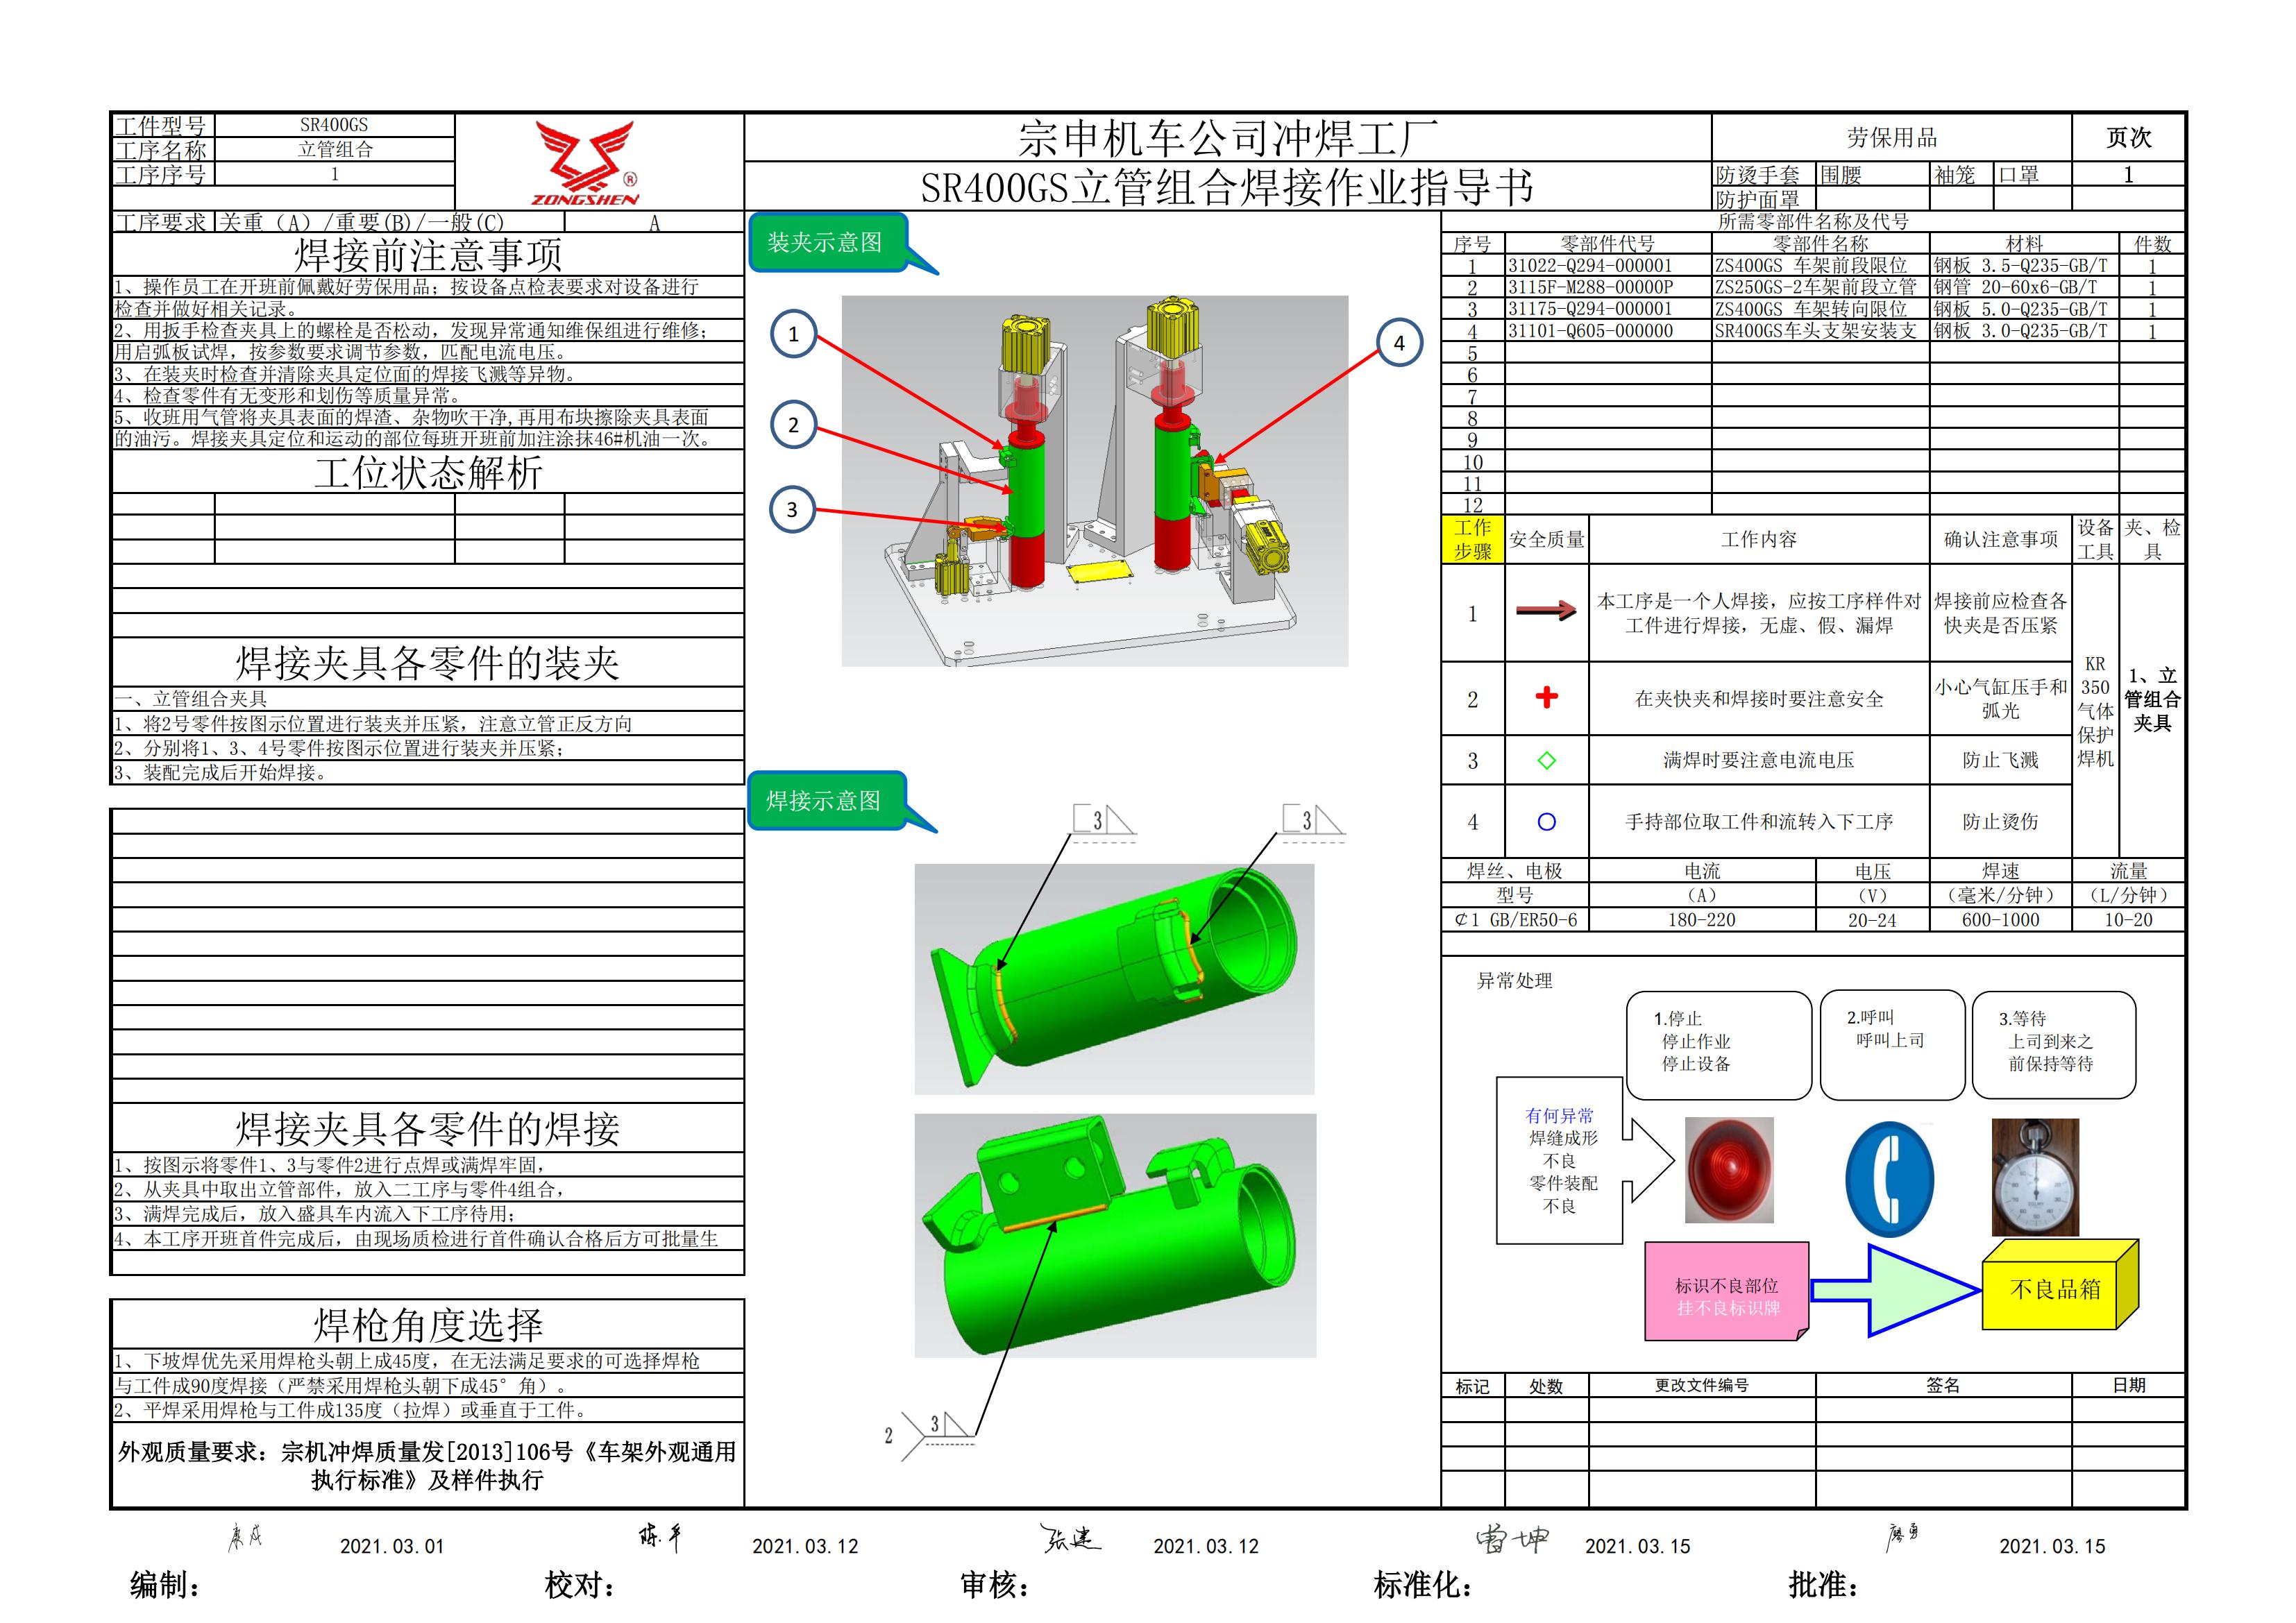 工件型号 SR400GS
工序名称 立管组合
工序序号 1
ZONGSHEN ®
宗申机车公司冲焊工厂
SR400GS立管组合焊接作业指导书
劳保用品 页次
防烫手套 围腰 袖笼 口罩 1
防护面罩
工序要求 关重（A）/重要(B)/一般(C) A
焊接前注意事项
1、操作员工在开班前佩戴好劳保用品；按设备点检表要求对设备进行
检查并做好相关记录。
2、用扳手检查夹具上的螺栓是否松动，发现异常通知维保组进行维修；
用启弧板试焊，按参数要求调节参数，匹配电流电压。
3、在装夹时检查并清除夹具定位面的焊接飞溅等异物。
4、检查零件有无变形和划伤等质量异常。
5、收班用气管将夹具表面的焊渣、杂物吹干净,再用布块擦除夹具表面
的油污。焊接夹具定位和运动的部位每班开班前加注涂抹46#机油一次。
工位状态解析
焊接夹具各零件的装夹
一、立管组合夹具
1、将2号零件按图示位置进行装夹并压紧，注意立管正反方向
2、分别将1、3、4号零件按图示位置进行装夹并压紧；
3、装配完成后开始焊接。
焊接夹具各零件的焊接
1、按图示将零件1、3与零件2进行点焊或满焊牢固，
2、从夹具中取出立管部件，放入二工序与零件4组合，
3、满焊完成后，放入盛具车内流入下工序待用；
4、本工序开班首件完成后，由现场质检进行首件确认合格后方可批量生
焊枪角度选择
1、下坡焊优先采用焊枪头朝上成45度，在无法满足要求的可选择焊枪
与工件成90度焊接（严禁采用焊枪头朝下成45°角）。
2、平焊采用焊枪与工件成135度（拉焊）或垂直于工件。
外观质量要求：宗机冲焊质量发[2013]106号《车架外观通用
执行标准》及样件执行
装夹示意图
1
2
3
4
焊接示意图
3
3
2 3
所需零部件名称及代号
序号 零部件代号 零部件名称 材料 件数
1 31022-Q294-000001 ZS400GS 车架前段限位 钢板 3.5-Q235-GB/T 1
2 3115F-M288-00000P ZS250GS-2车架前段立管 钢管 20-60x6-GB/T 1
3 31175-Q294-000001 ZS400GS 车架转向限位 钢板 5.0-Q235-GB/T 1
4 31101-Q605-000000 SR400GS车头支架安装支 钢板 3.0-Q235-GB/T 1
5
6
7
8
9
10
11
12
工作步骤 安全质量 工作内容 确认注意事项 设备工具 夹、检具
1 本工序是一个人焊接，应按工序样件对 焊接前应检查各
工件进行焊接，无虚、假、漏焊 快夹是否压紧
2 在夹快夹和焊接时要注意安全 小心气缸压手和
弧光
3 满焊时要注意电流电压 防止飞溅
4 手持部位取工件和流转入下工序 防止烫伤
KR
350
气体
保护
焊机
1、立
管组合
夹具
焊丝、电极 电流 电压 焊速 流量
型号 （A） （V） （毫米/分钟） （L/分钟）
¢1 GB/ER50-6 180-220 20-24 600-1000 10-20
异常处理
1.停止
停止作业
停止设备
2.呼叫
呼叫上司
3.等待
上司到来之
前保持等待
有何异常
焊缝成形
不良
零件装配
不良
标识不良部位
挂不良标识牌
不良品箱
标记 处数 更改文件编号 签名 日期
2021.03.01 陈平 2021.03.12 张建 2021.03.12 雷坤 2021.03.15 廖勇 2021.03.15
编制： 校对： 审核： 标准化： 批准：